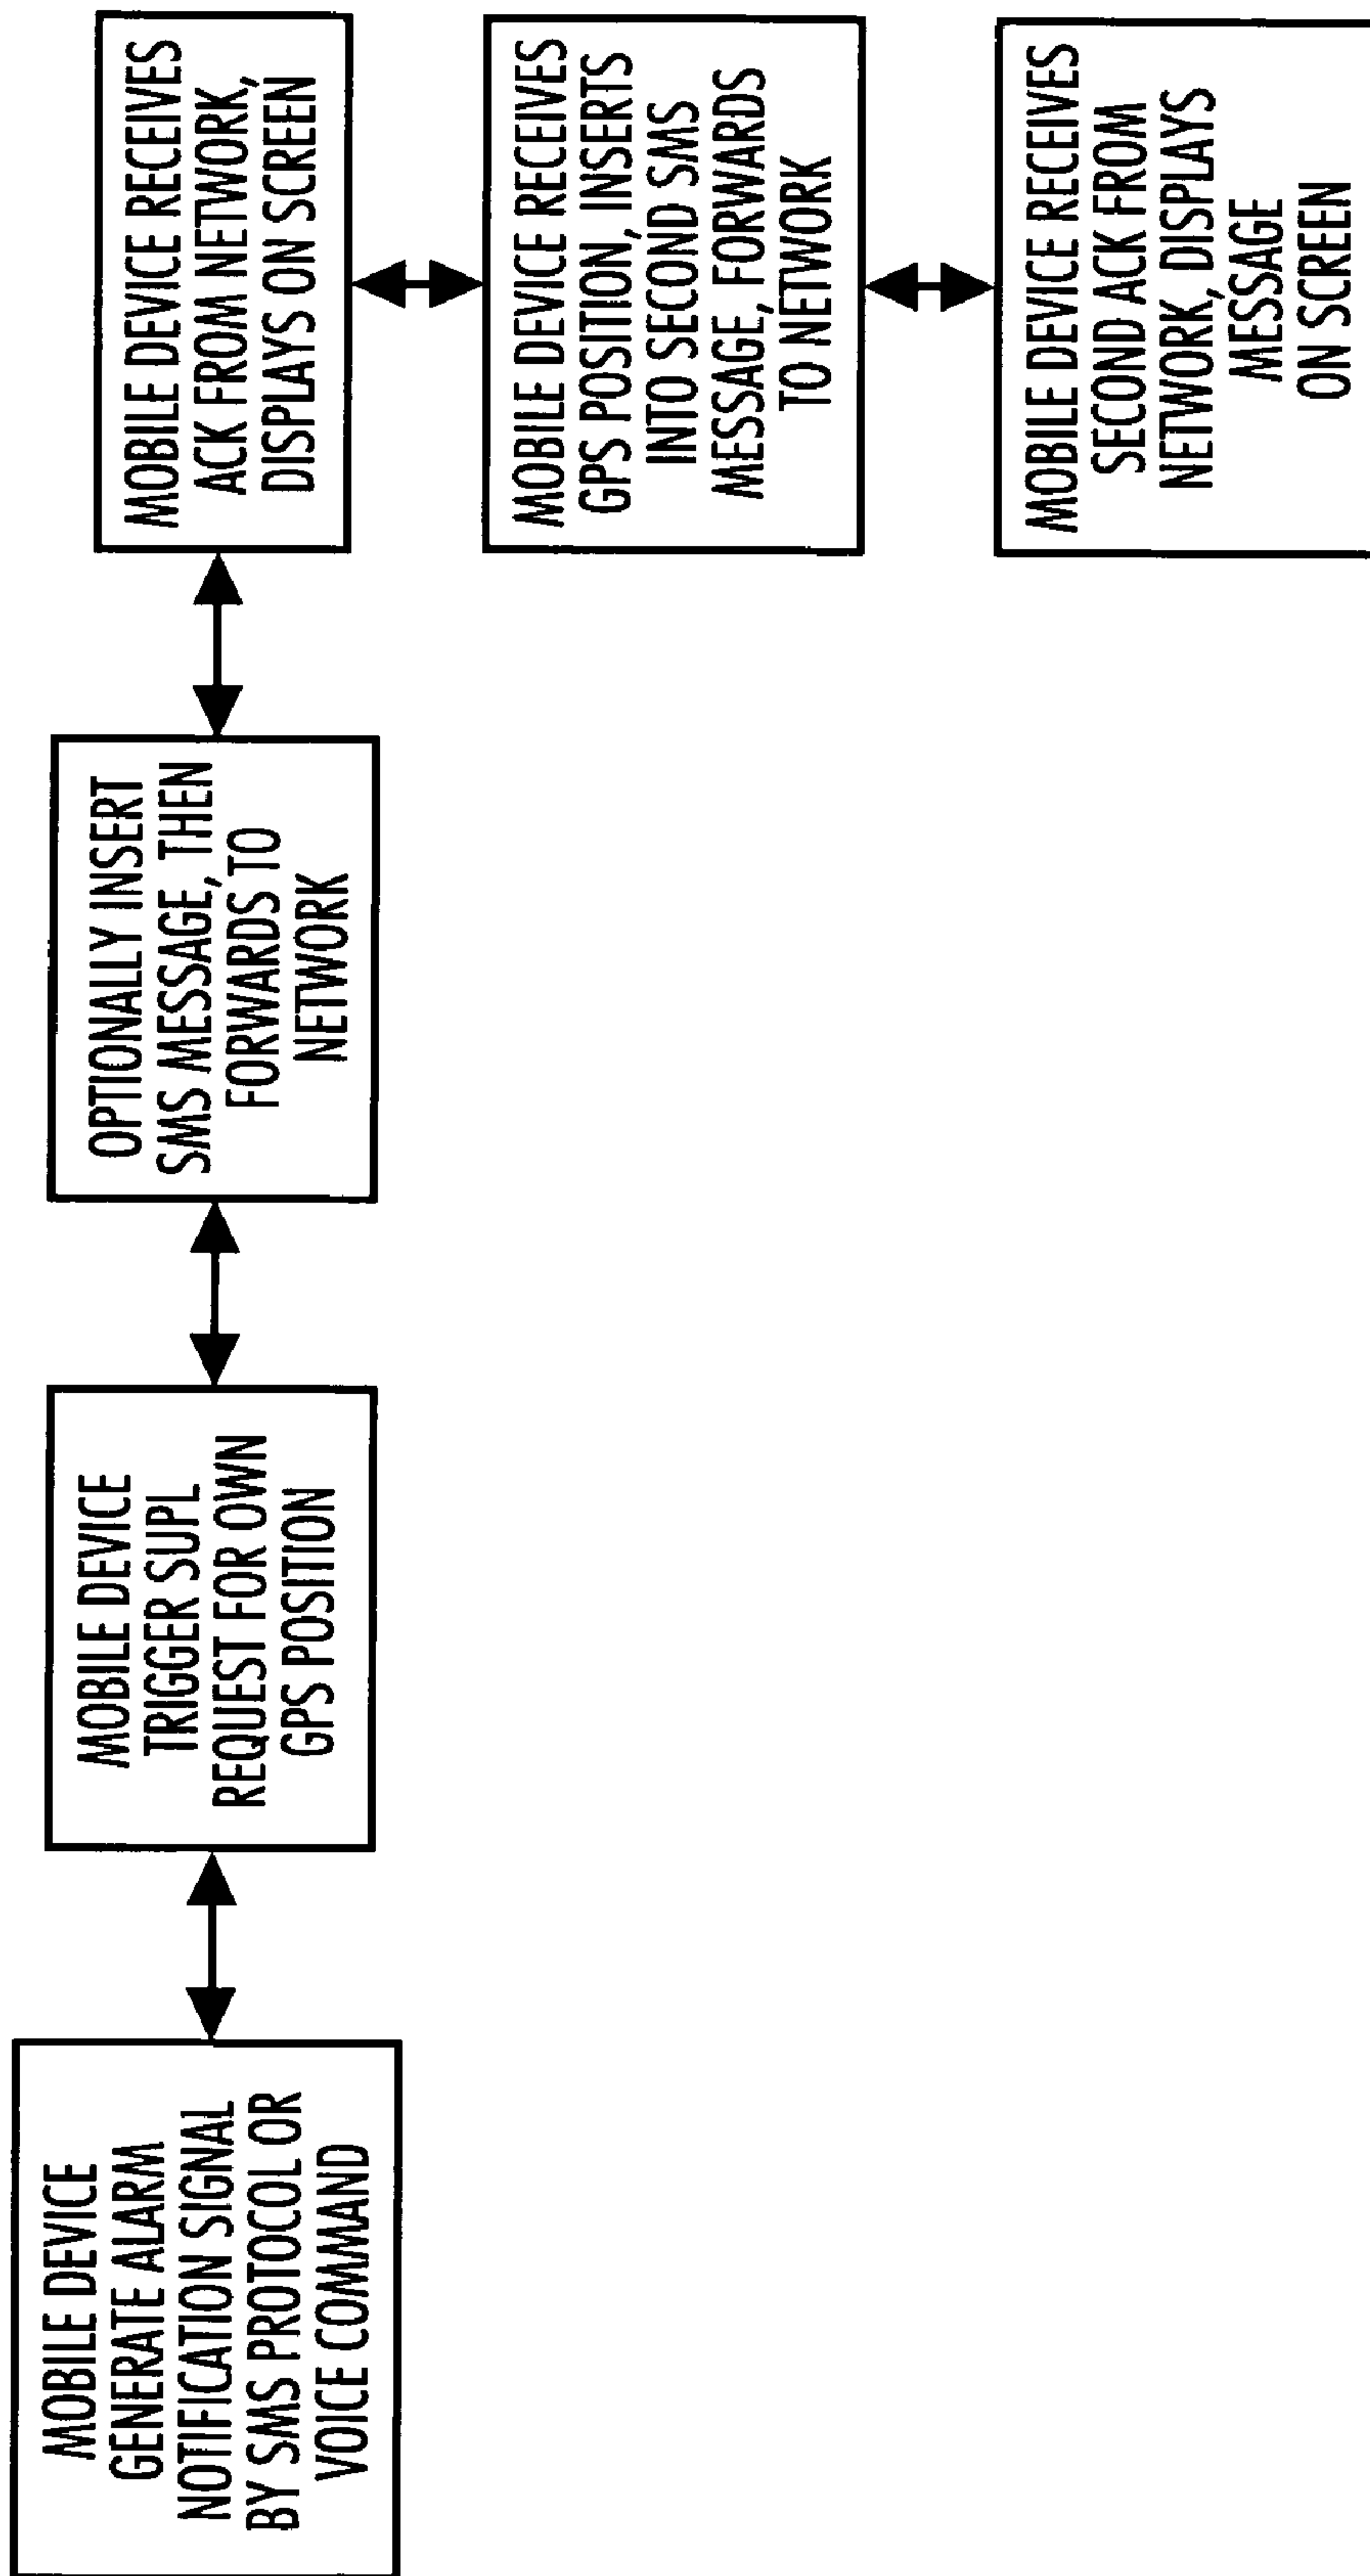 MOBILE DEVICE
GENERATE ALARM
NOTIFICATION SIGNAL
BY SMS PROTOCOL OR
VOICE COMMAND
MOBILE DEVICE
TRIGGER SUPL
REQUEST FOR OWN
GPS POSITION
OPTIONALLY INSERT
SMS MESSAGE, THEN
FORWARDS TO
NETWORK
MOBILE DEVICE RECEIVES
ACK FROM NETWORK,
DISPLAYS ON SCREEN
MOBILE DEVICE RECEIVES
GPS POSITION, INSERTS
INTO SECOND SMS
MESSAGE, FORWARDS
TO NETWORK
MOBILE DEVICE RECEIVES
SECOND ACK FROM
NETWORK, DISPLAYS
MESSAGE
ON SCREEN